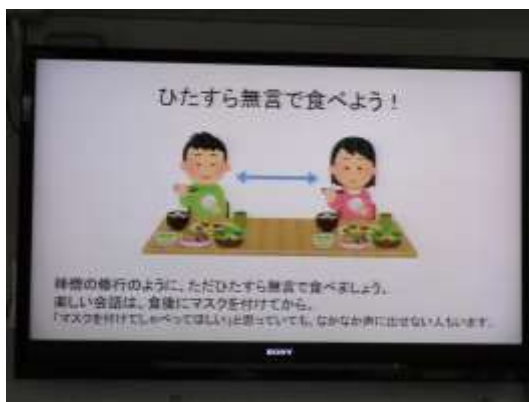 ひたすら無言で食べよう！
禅僧の修行のように、ただひたすら無言で食べましょう。
楽しい会話は、食後にマスクを付けてから。
「マスクを付けてしゃべってほしい」と思っていても、なかなか声に出せない人もいます。
SONY